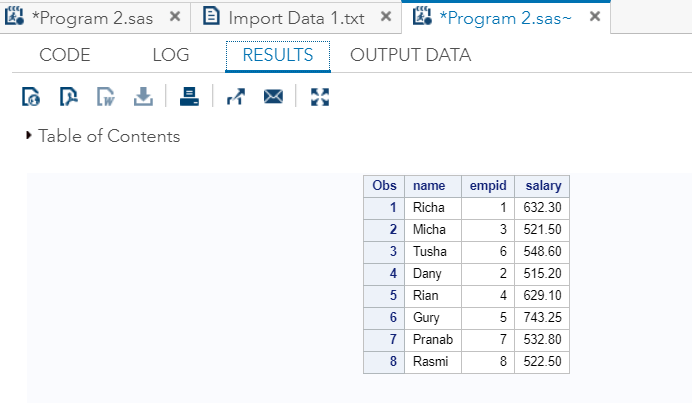 *Program 2.sas × Import Data 1.txt × *Program 2.sas~ ×
CODE LOG RESULTS OUTPUT DATA
Table of Contents
Obs name empid salary
1 Richa 1 632.30
2 Micha 3 521.50
3 Tusha 6 548.60
4 Dany 2 515.20
5 Rian 4 629.10
6 Gury 5 743.25
7 Pranab 7 532.80
8 Rasmi 8 522.50